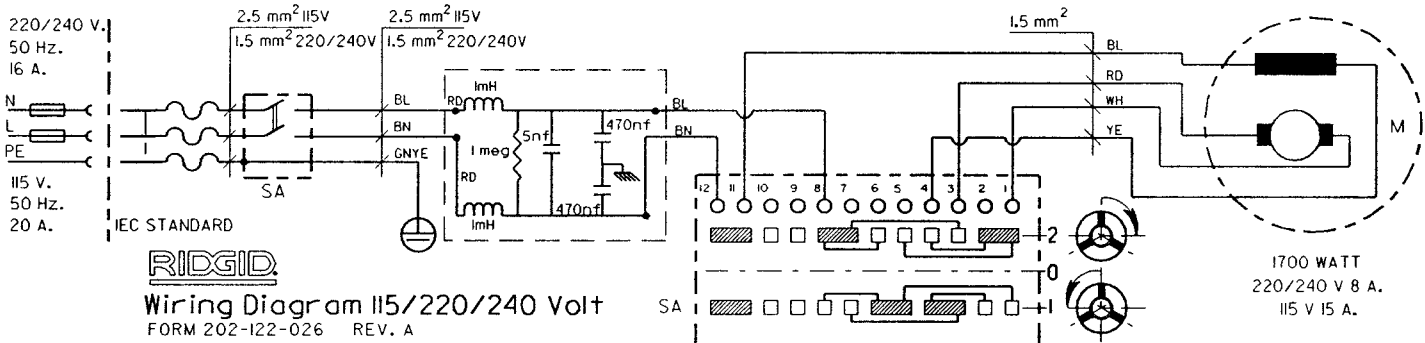 220/240 V.
50 Hz.
16 A.
N
L
PE
115 V.
50 Hz.
20 A.
IEC STANDARD
2.5 mm² 115V
1.5 mm² 220/240V
SA
2.5 mm² 115V
1.5 mm² 220/240V
BL
BN
GNYE
RD
1mH
5nf
1 meg
470nf
RD
470nf
1mH
BL
BN
1.5 mm²
BL
RD
WH
YE
M
12 11 10 9 8 7 6 5 4 3 2 1
2
0
SA
1
1700 WATT
220/240 V 8 A.
115 V 15 A.
RIDGID.
Wiring Diagram 115/220/240 Volt
FORM 202-122-026 REV. A